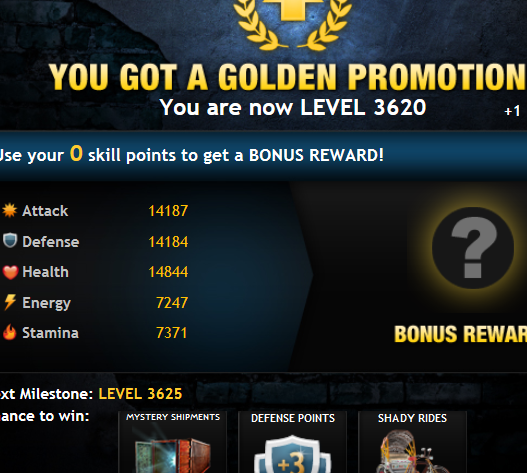 YOU GOT A GOLDEN PROMOTION
You are now LEVEL 3620
+1
Use your 0 skill points to get a BONUS REWARD!
Attack 14187
Defense 14184
Health 14844
Energy 7247
Stamina 7371
BONUS REWAR
ext Milestone: LEVEL 3625
ance to win:
MYSTERY SHIPMENTS
DEFENSE POINTS
SHADY RIDES
+3